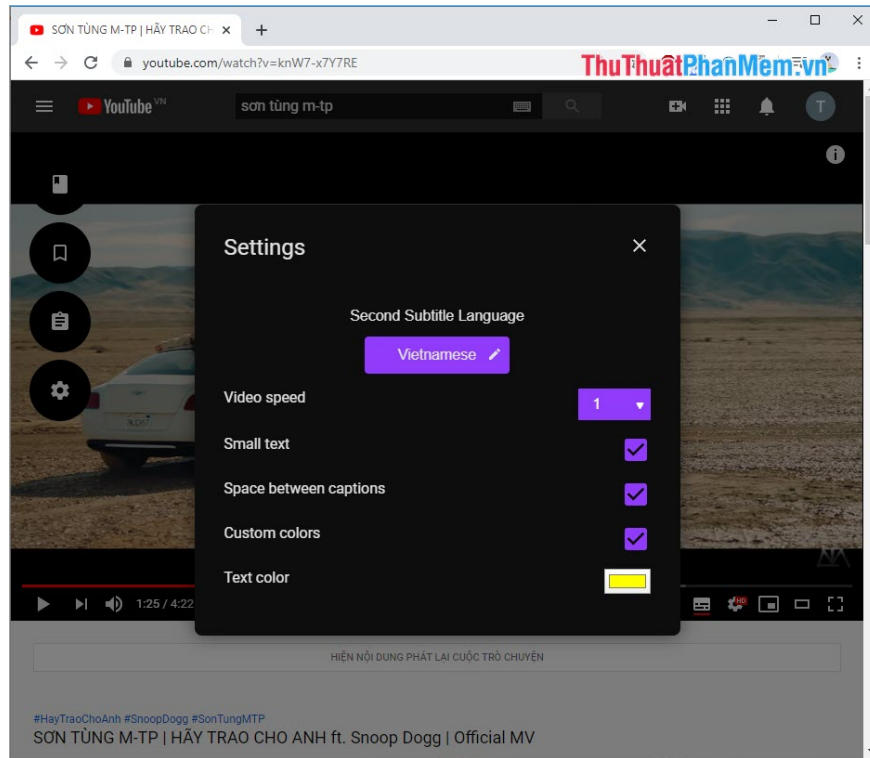 SƠN TÙNG M-TP | HÃY TRAO CH
youtube.com/watch?v=knW7-x7Y7RE
ThuThuatPhanMem.vn
YouTube VN
sơn tùng m-tp
T
Settings
Second Subtitle Language
Vietnamese
Video speed
1
Small text
Space between captions
Custom colors
Text color
1:25 / 4:22
HD
HIỆN NỘI DUNG PHÁT LẠI CUỘC TRÒ CHUYỆN
#HayTraoChoAnh #SnoopDogg #SonTungMTP
SƠN TÙNG M-TP | HÃY TRAO CHO ANH ft. Snoop Dogg | Official MV